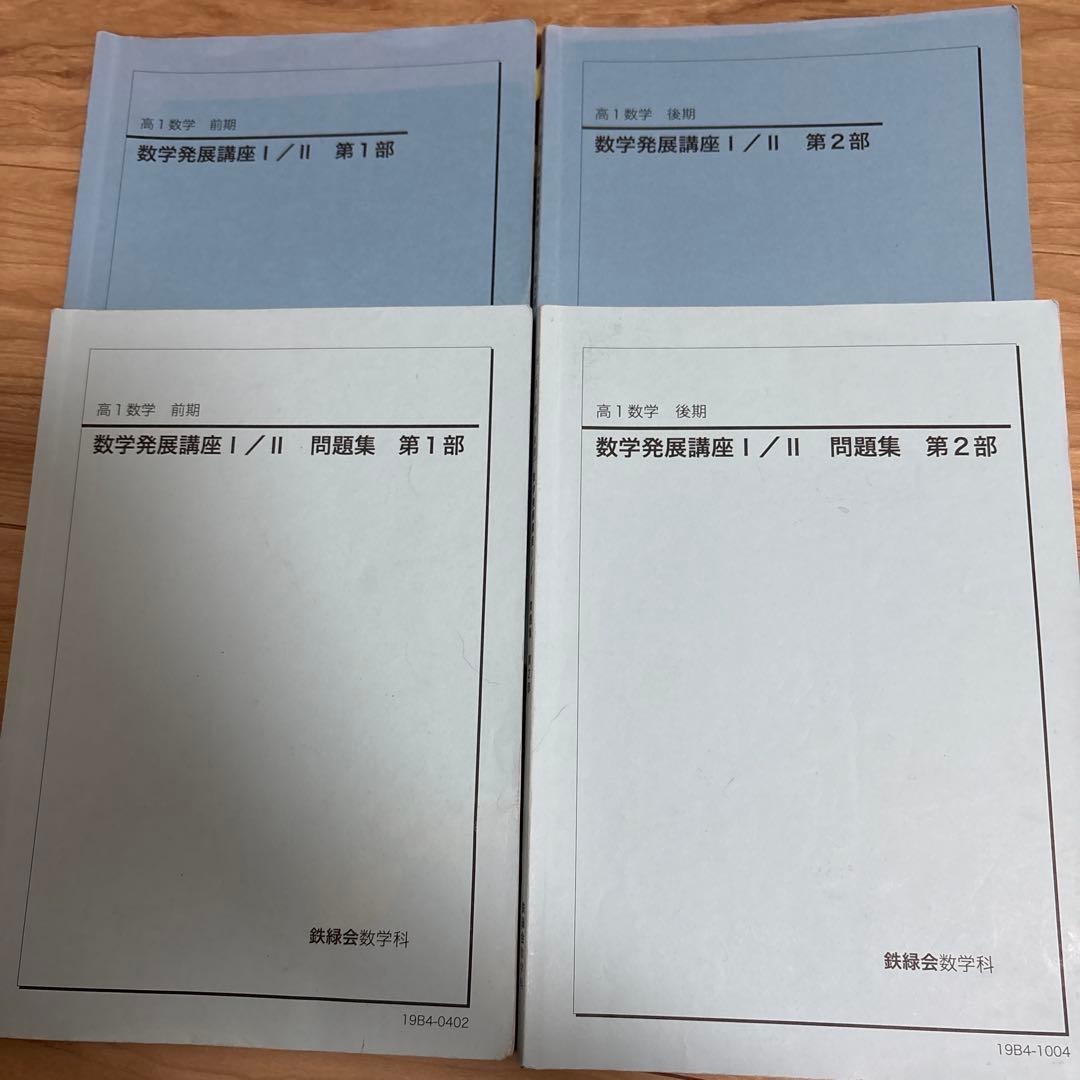 高1数学 前期
数学発展講座Ⅰ／Ⅱ 第1部
高1数学 後期
数学発展講座Ⅰ／Ⅱ 第2部
高1数学 前期
数学発展講座Ⅰ／Ⅱ 問題集 第1部
鉄緑会数学科
19B4-0402
高1数学 後期
数学発展講座Ⅰ／Ⅱ 問題集 第2部
鉄緑会数学科
19B4-1004